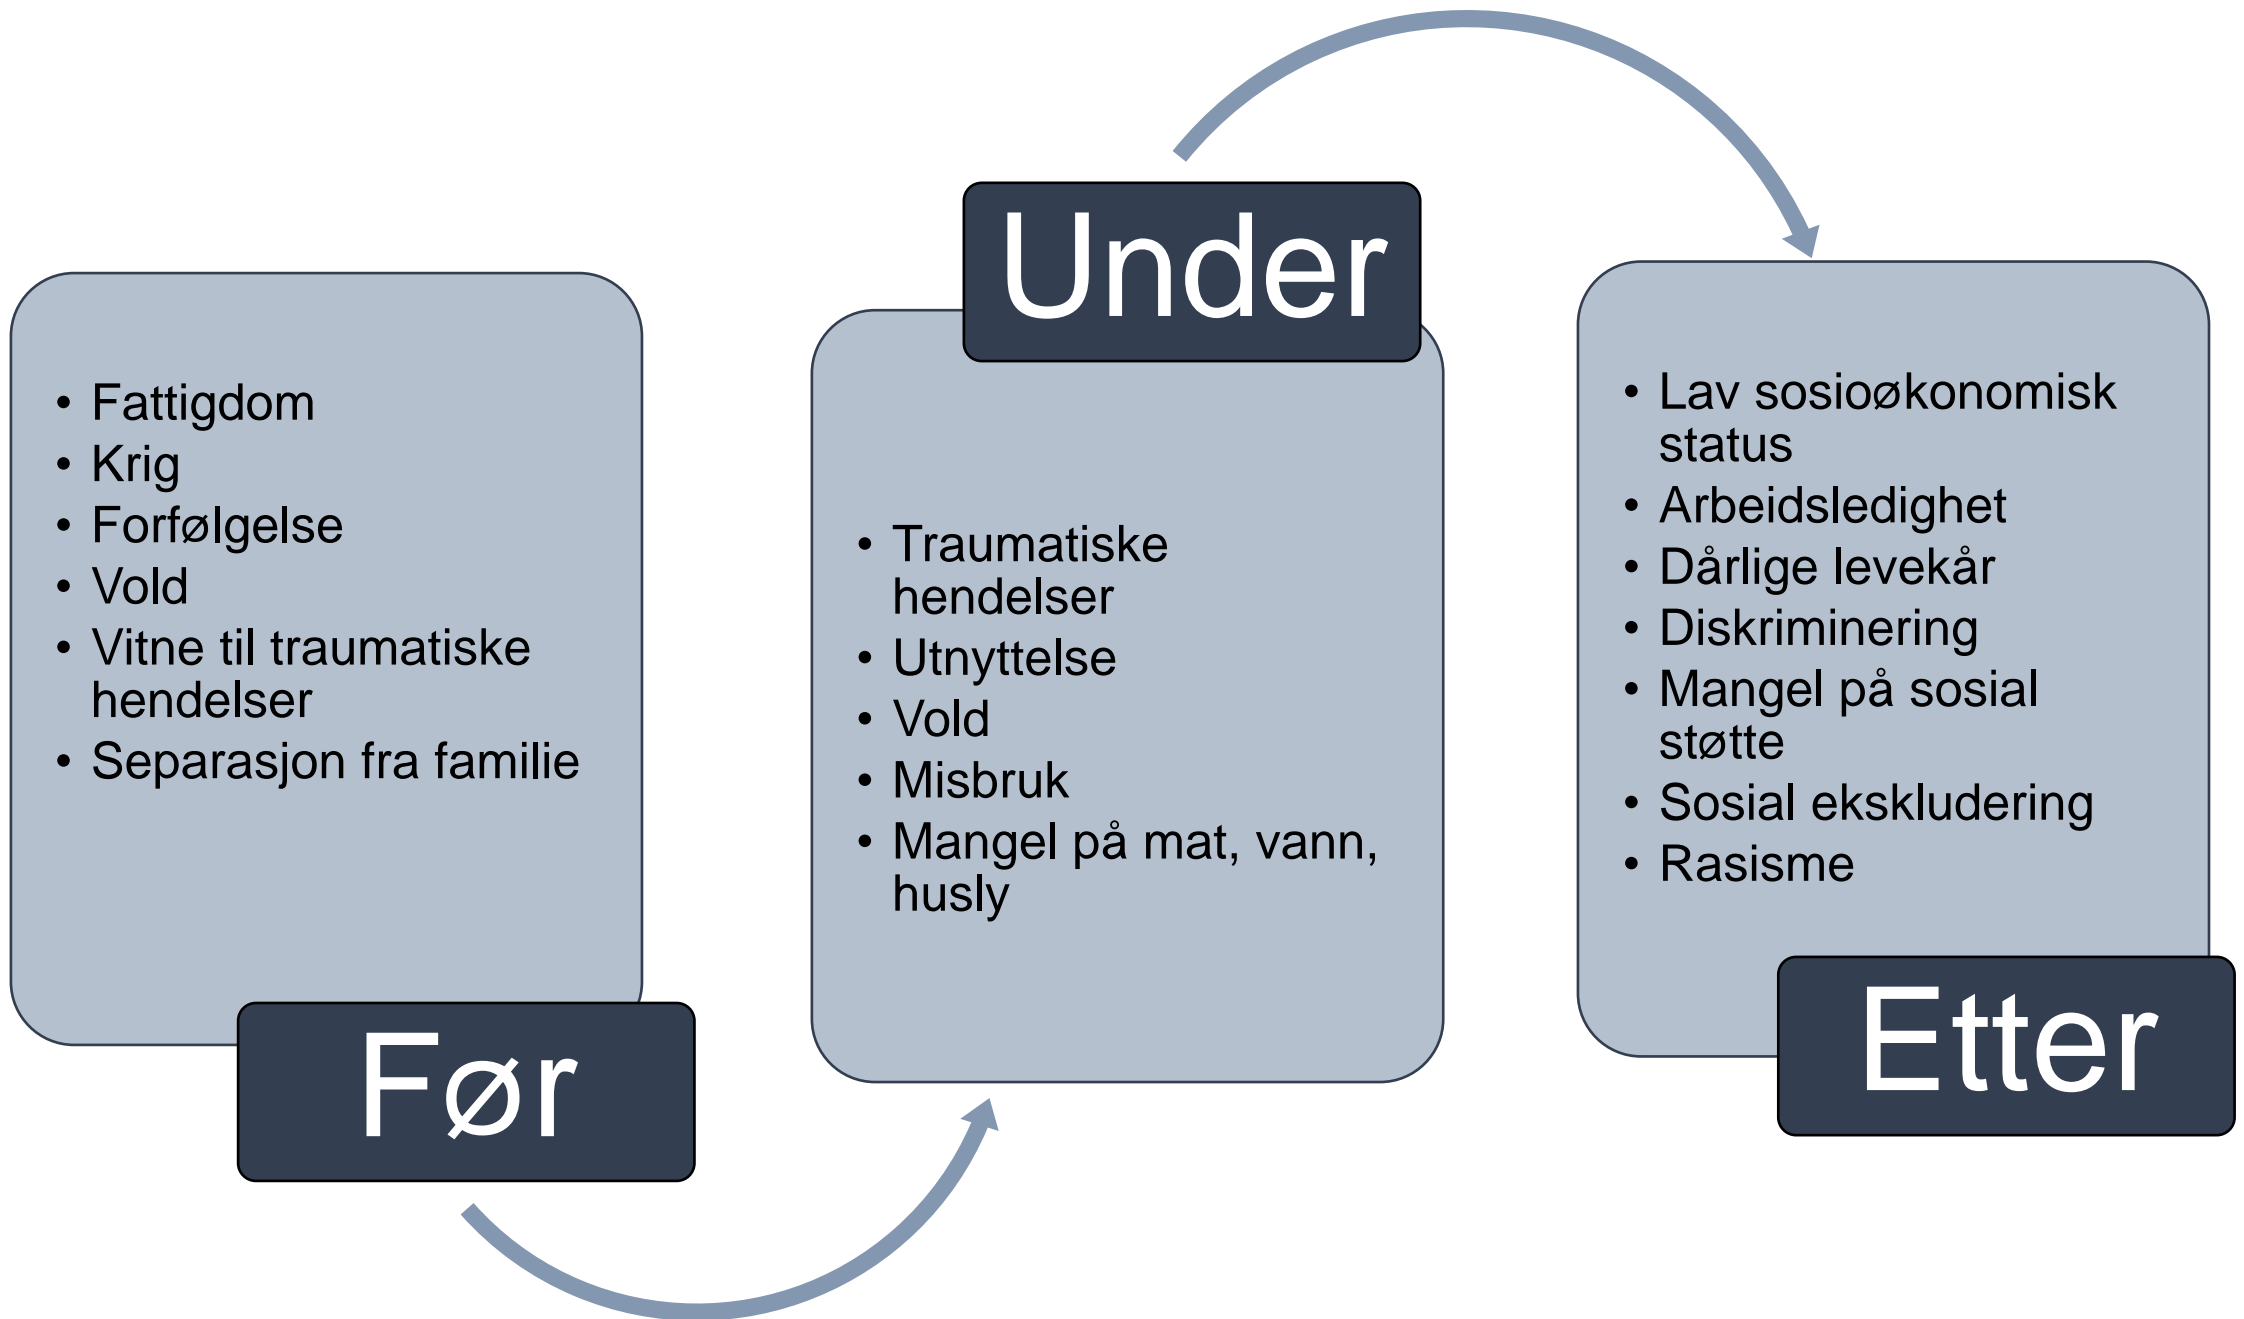 • Fattigdom
• Krig
• Forfølgelse
• Vold
• Vitne til traumatiske
hendelser
• Separasjon fra familie
Før
Under
• Traumatiske
hendelser
• Utnyttelse
• Vold
• Misbruk
• Mangel på mat, vann,
husly
• Lav sosioøkonomisk
status
• Arbeidsledighet
• Dårlige levekår
• Diskriminering
• Mangel på sosial
støtte
• Sosial ekskludering
• Rasisme
Etter